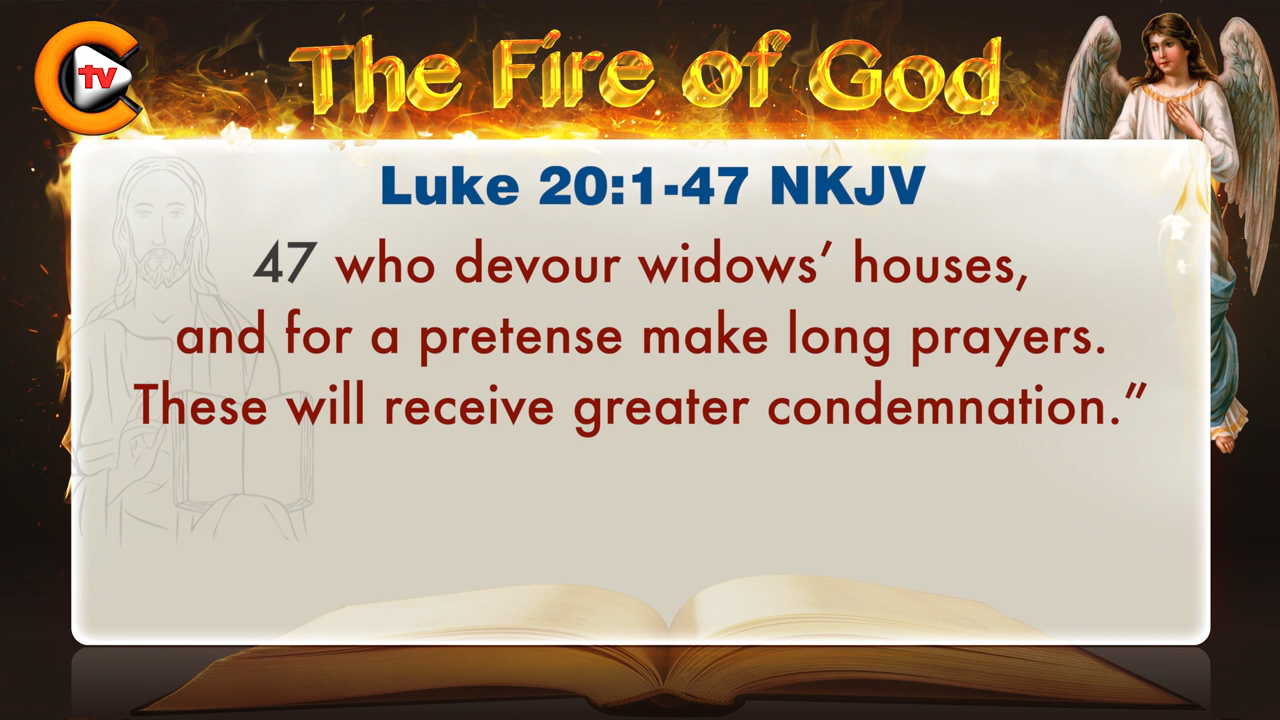 tv
The Fire of God
Luke 20:1-47 NKJV
47 who devour widows’ houses,
and for a pretense make long prayers.
These will receive greater condemnation.”